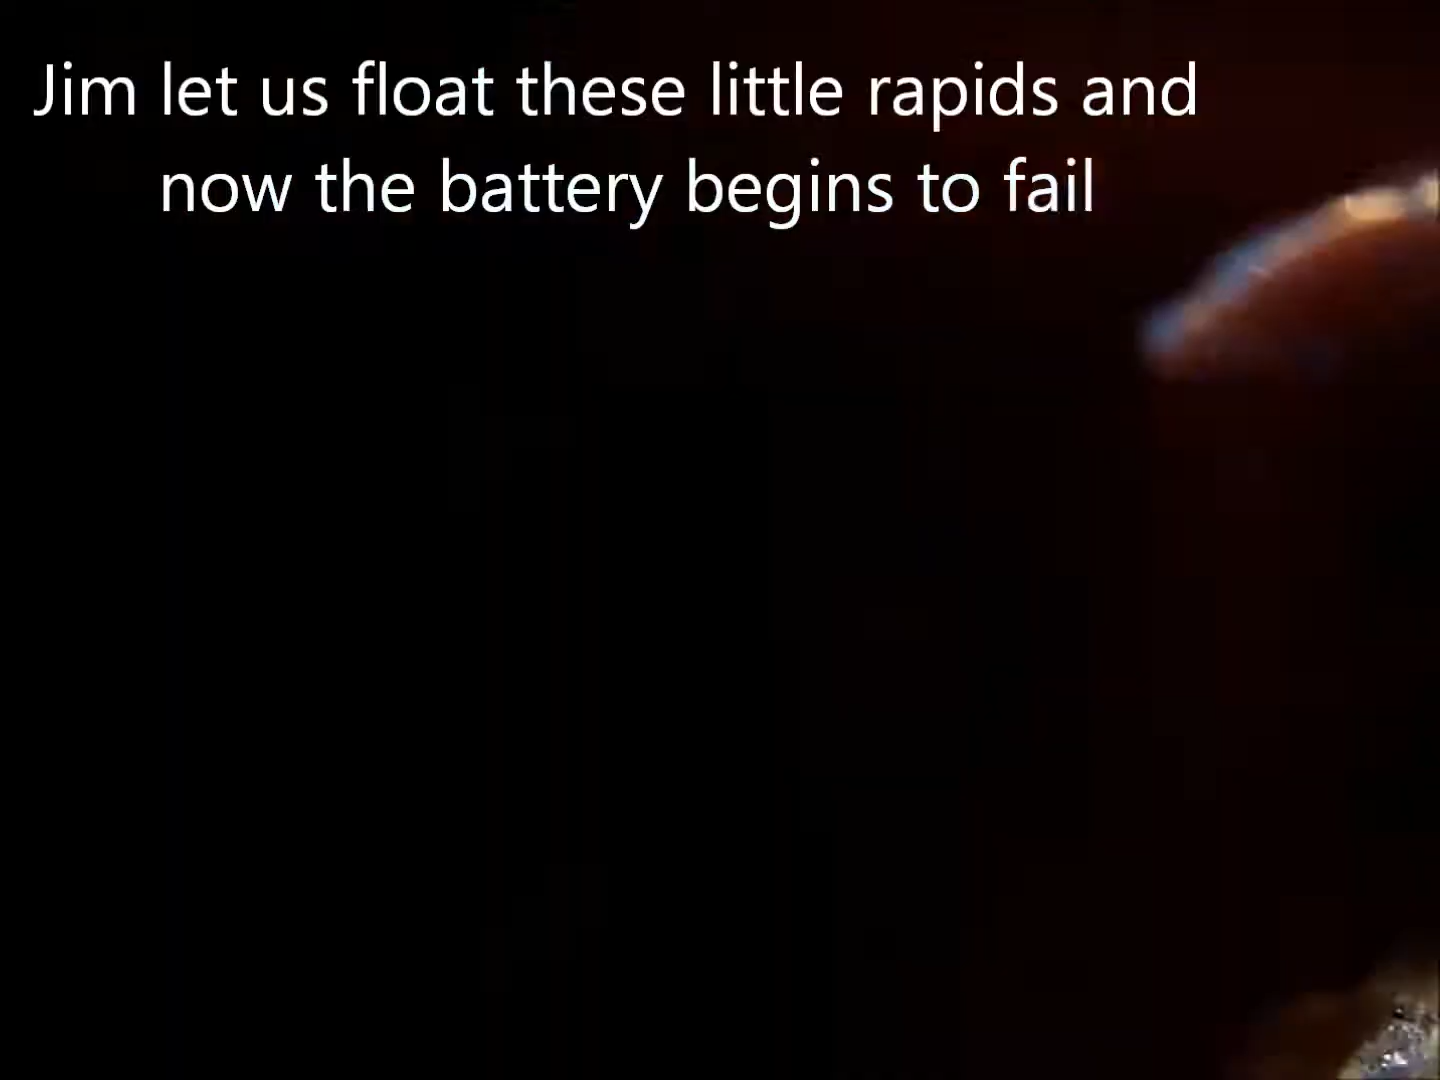 Jim let us float these little rapids and
now the battery begins to fail